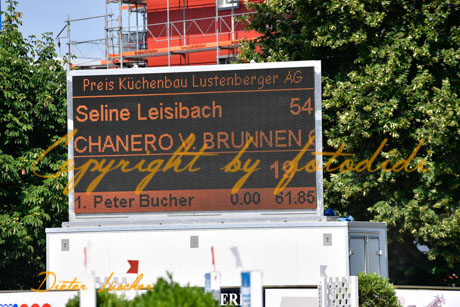 Preis Küchenbau Lustenberger AG
Seline Leisibach 54
CHANERO V. BRUNNEN
Copyright by fotodidi
1. Peter Bucher 0.00 61.85
Dieter